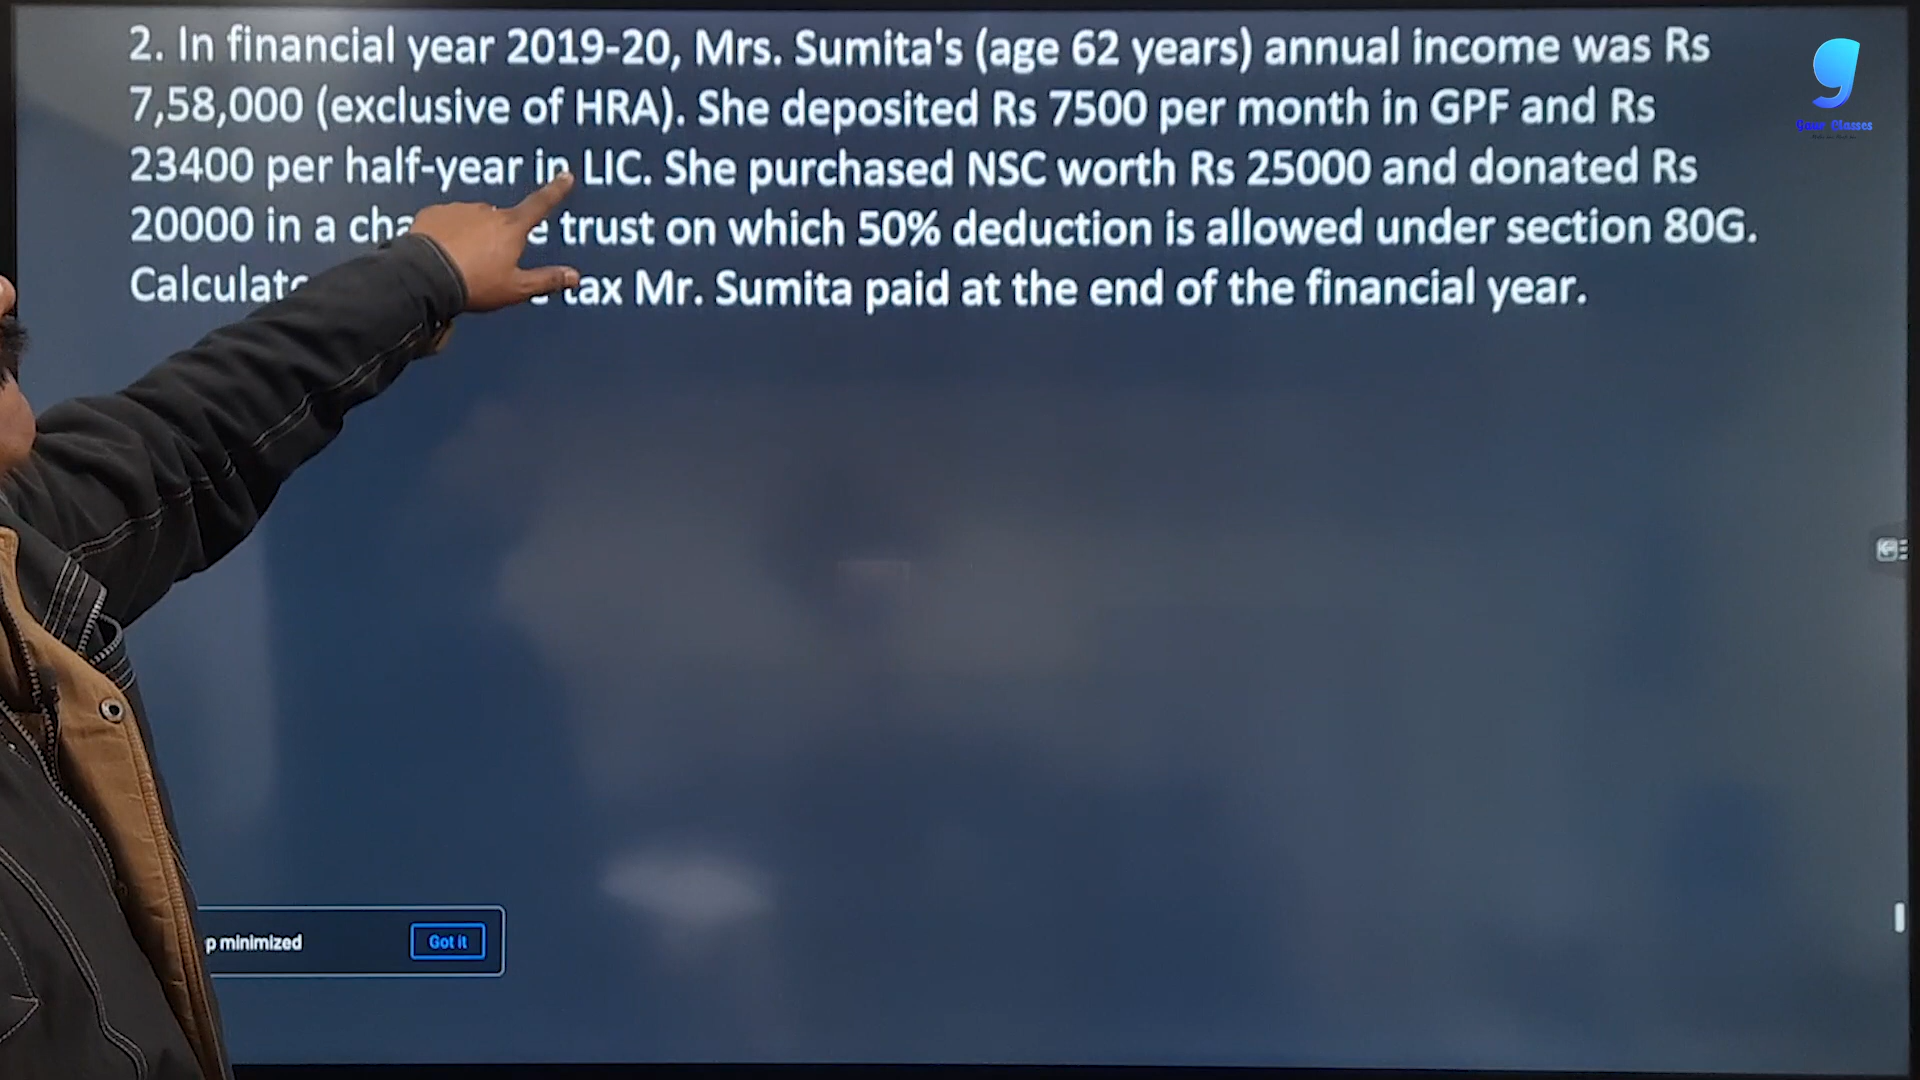 2. In financial year 2019-20, Mrs. Sumita's (age 62 years) annual income was Rs
7,58,000 (exclusive of HRA). She deposited Rs 7500 per month in GPF and Rs
23400 per half-year in LIC. She purchased NSC worth Rs 25000 and donated Rs
20000 in a cha e trust on which 50% deduction is allowed under section 80G.
Calculate tax Mr. Sumita paid at the end of the financial year.
g
Gaur Classes
p minimized
Got it